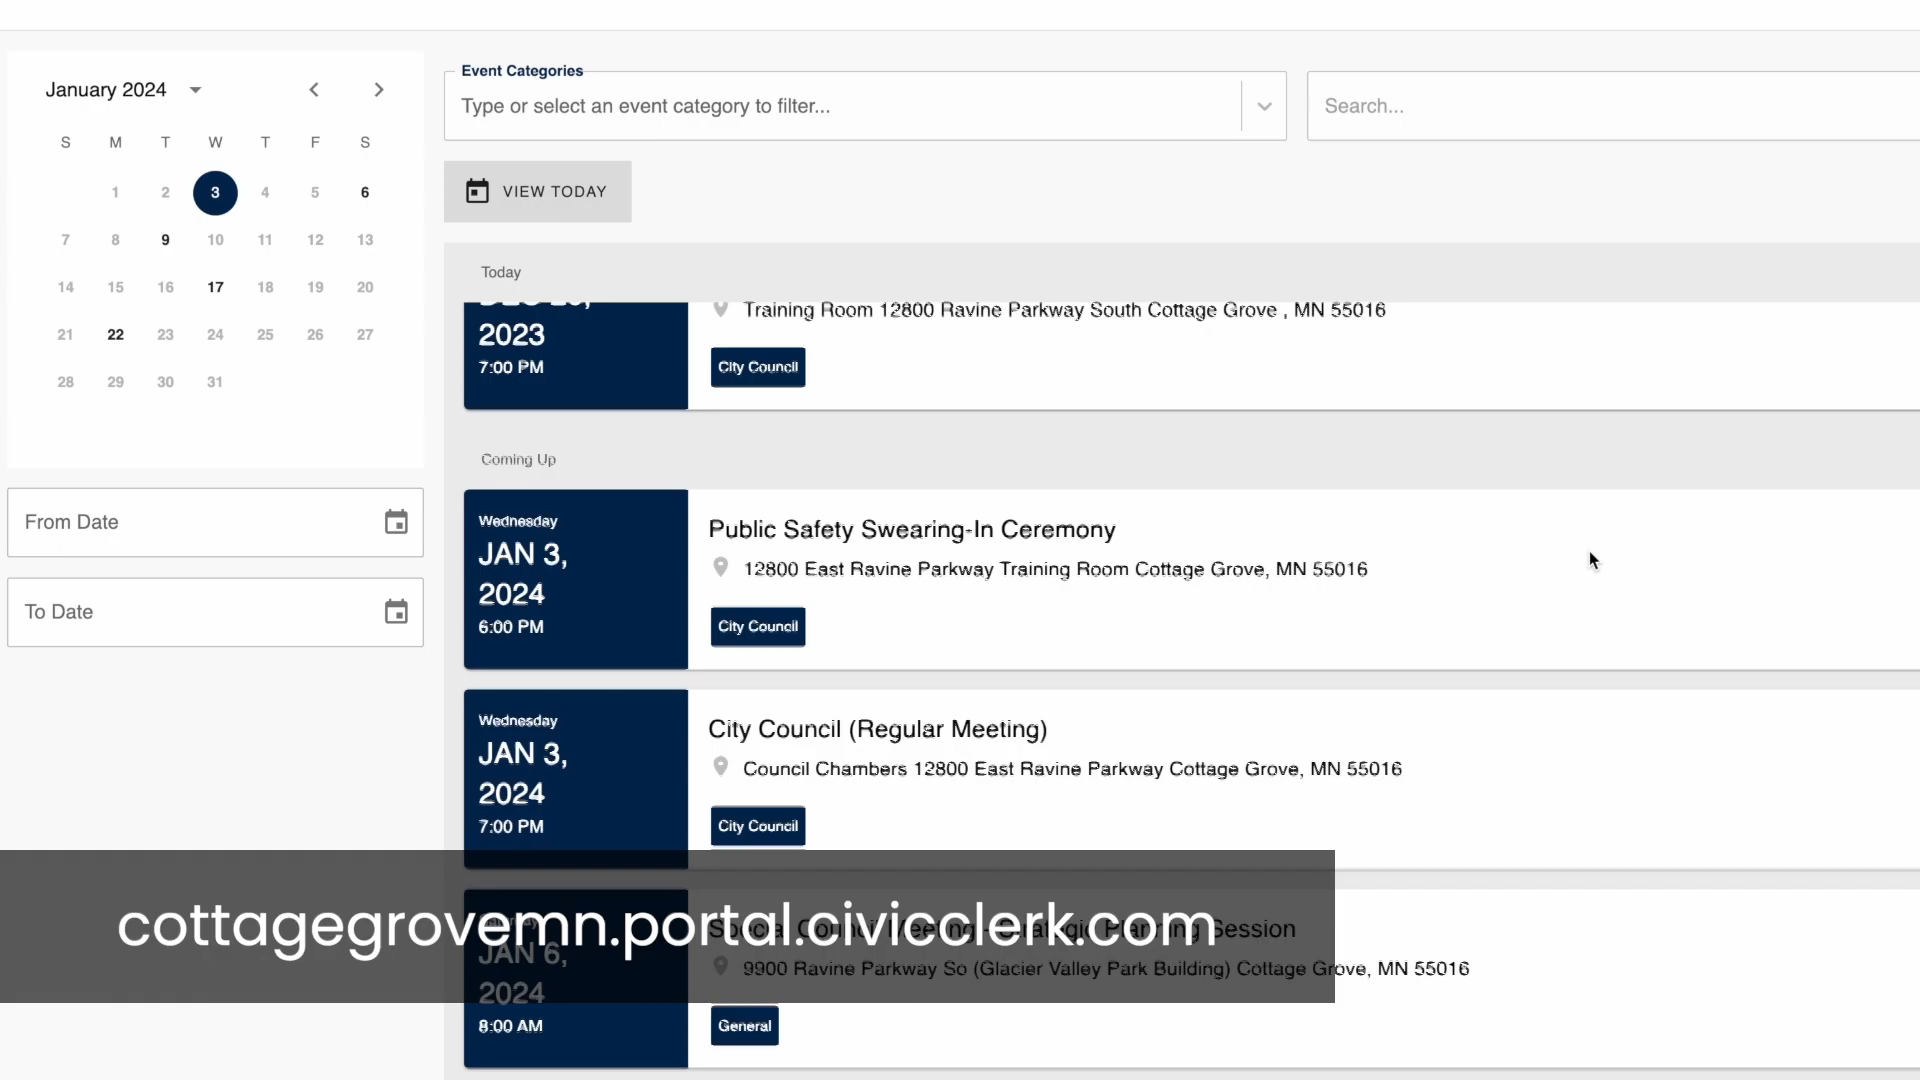 January 2024
S M T W T F S
1 2 3 4 5 6
7 8 9 10 11 12 13
14 15 16 17 18 19 20
21 22 23 24 25 26 27
28 29 30 31
From Date
To Date
Event Categories
Type or select an event category to filter...
Search...
VIEW TODAY
Today
2023
7:00 PM
Training Room 12800 Ravine Parkway South Cottage Grove , MN 55016
City Council
Coming Up
Wednesday
JAN 3,
2024
6:00 PM
Public Safety Swearing-In Ceremony
12800 East Ravine Parkway Training Room Cottage Grove, MN 55016
City Council
Wednesday
JAN 3,
2024
7:00 PM
City Council (Regular Meeting)
Council Chambers 12800 East Ravine Parkway Cottage Grove, MN 55016
City Council
JAN 6,
2024
8:00 AM
Special Council Meeting - Strategic Planning Session
9900 Ravine Parkway So (Glacier Valley Park Building) Cottage Grove, MN 55016
General
cottagegrovemn.portal.civicclerk.com